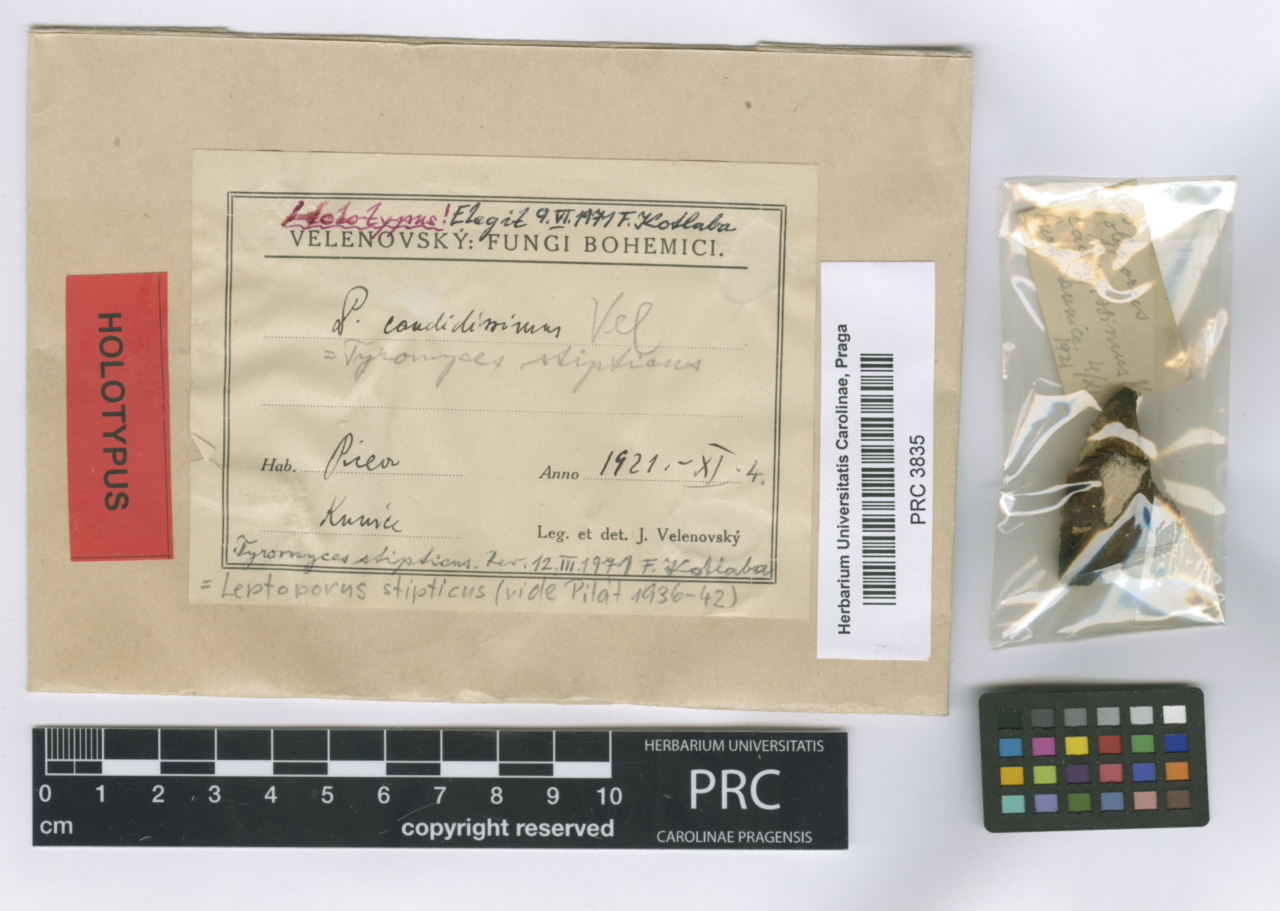 Holotypus! Elegit 9.VI.1971 F. Kotlaba
VELENOVSKÝ: FUNGI BOHEMICI.
P. candidissimus Vel
= Tyromyces stipticus
Hab. Picea
Anno 1921.-XI.4.
Kunice
Leg. et det. J. Velenovský
Tyromyces stipticus. Rev. 12.III.1971 F. Kotlaba
= Leptoporus stipticus (vide Pilát 1936-42)
HOLOTYPUS
Herbarium Universitatis Carolinae, Praga
PRC 3835
0 1 2 3 4 5 6 7 8 9 10
cm
copyright reserved
HERBARIUM UNIVERSITATIS
PRC
CAROLINAE PRAGENSIS